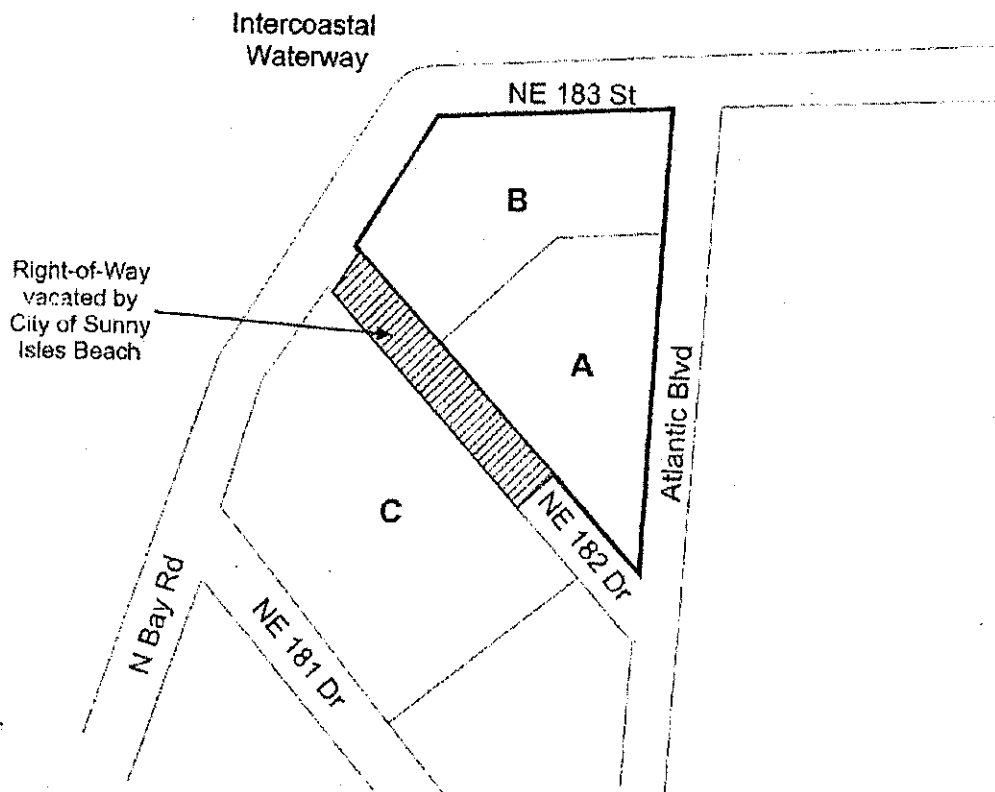 Intercoastal
Waterway
NE 183 St
B
Right-of-Way
vacated by
City of Sunny
Isles Beach
A
Atlantic Blvd
C
NE 182 Dr
N Bay Rd
NE 181 Dr